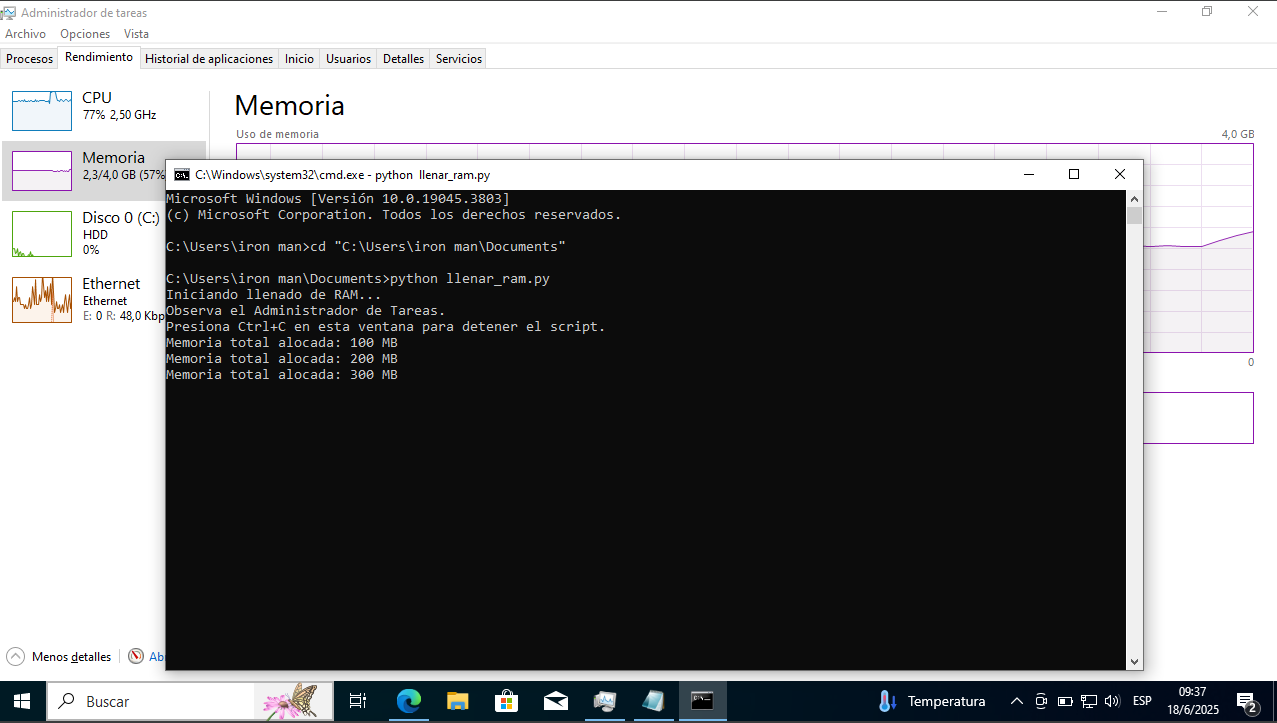 Administrador de tareas
Archivo Opciones Vista
Procesos Rendimiento Historial de aplicaciones Inicio Usuarios Detalles Servicios
CPU
77% 2,50 GHz
Memoria
2,3/4,0 GB (57%
Disco 0 (C:)
HDD
0%
Ethernet
Ethernet
E: 0 R: 48,0 Kbp
Memoria
Uso de memoria 4,0 GB
0
C:\Windows\system32\cmd.exe - python llenar_ram.py
Microsoft Windows [Versión 10.0.19045.3803]
(c) Microsoft Corporation. Todos los derechos reservados.
C:\Users\iron man>cd "C:\Users\iron man\Documents"
C:\Users\iron man\Documents>python llenar_ram.py
Iniciando llenado de RAM...
Observa el Administrador de Tareas.
Presiona Ctrl+C en esta ventana para detener el script.
Memoria total alocada: 100 MB
Memoria total alocada: 200 MB
Memoria total alocada: 300 MB
Menos detalles Ab
Buscar
Temperatura
ESP
09:37
18/6/2025
2